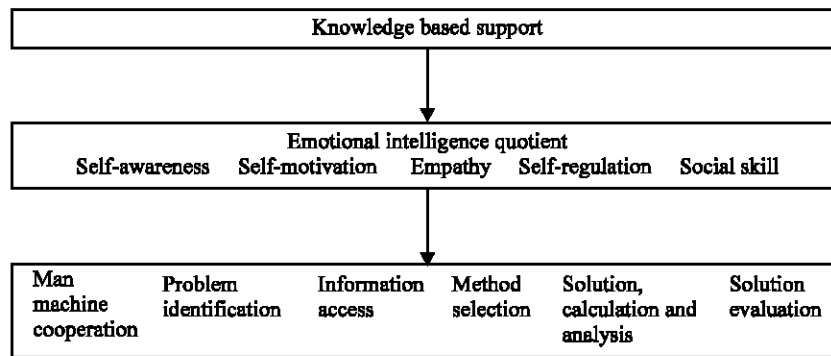 Knowledge based support
Emotional intelligence quotient
Self-awareness Self-motivation Empathy Self-regulation Social skill
Man
machine
cooperation
Problem
identification
Information
access
Method
selection
Solution,
calculation and
analysis
Solution
evaluation